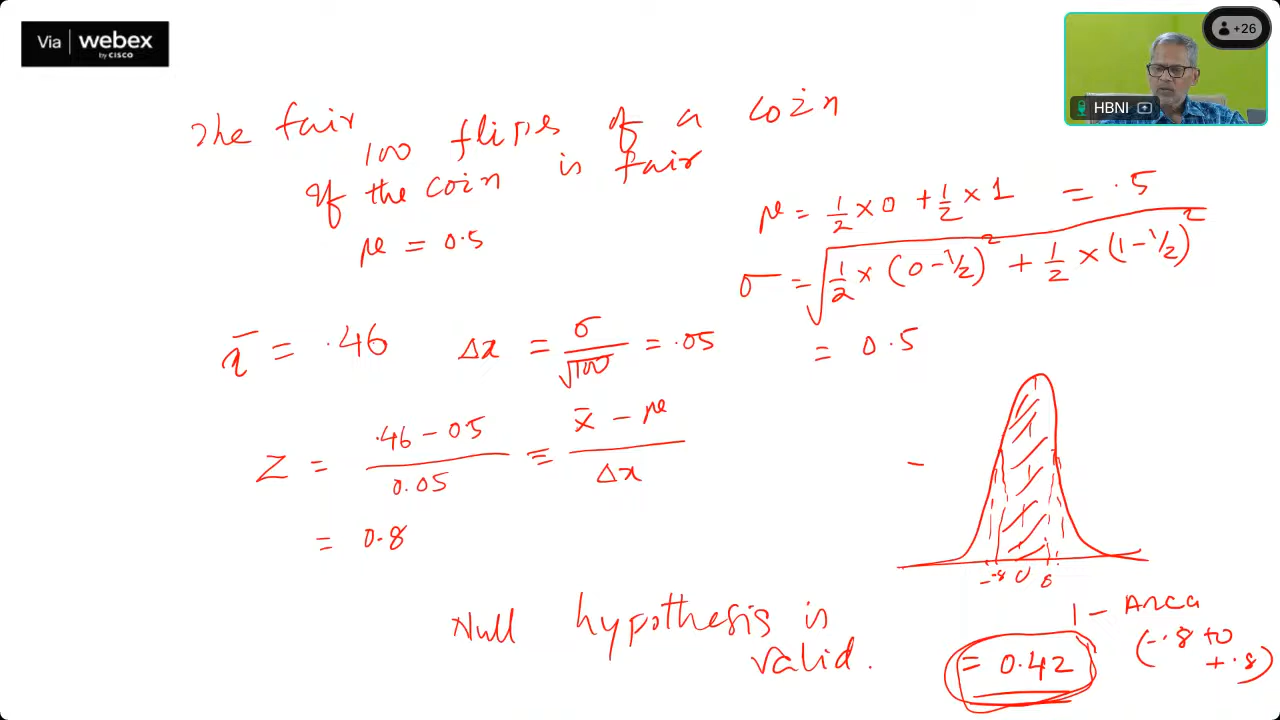 Via | webex
by CISCO
+26
HBNI
The fair
100 flips of a coin
If the coin is fair
μ = 0.5
μ = 1/2 × 0 + 1/2 × 1 = .5
σ = √(1/2 × (0 - 1/2)² + 1/2 × (1 - 1/2)²)
= 0.5
x̄ = .46 Δx = σ/√100 = .05
Z = (.46 - 0.5)/0.05 = (x̄ - μ)/Δx
= 0.8
-.8 0 .8
Null hypothesis is
valid.
1 - Area
(-.8 to
+.8)
= 0.42